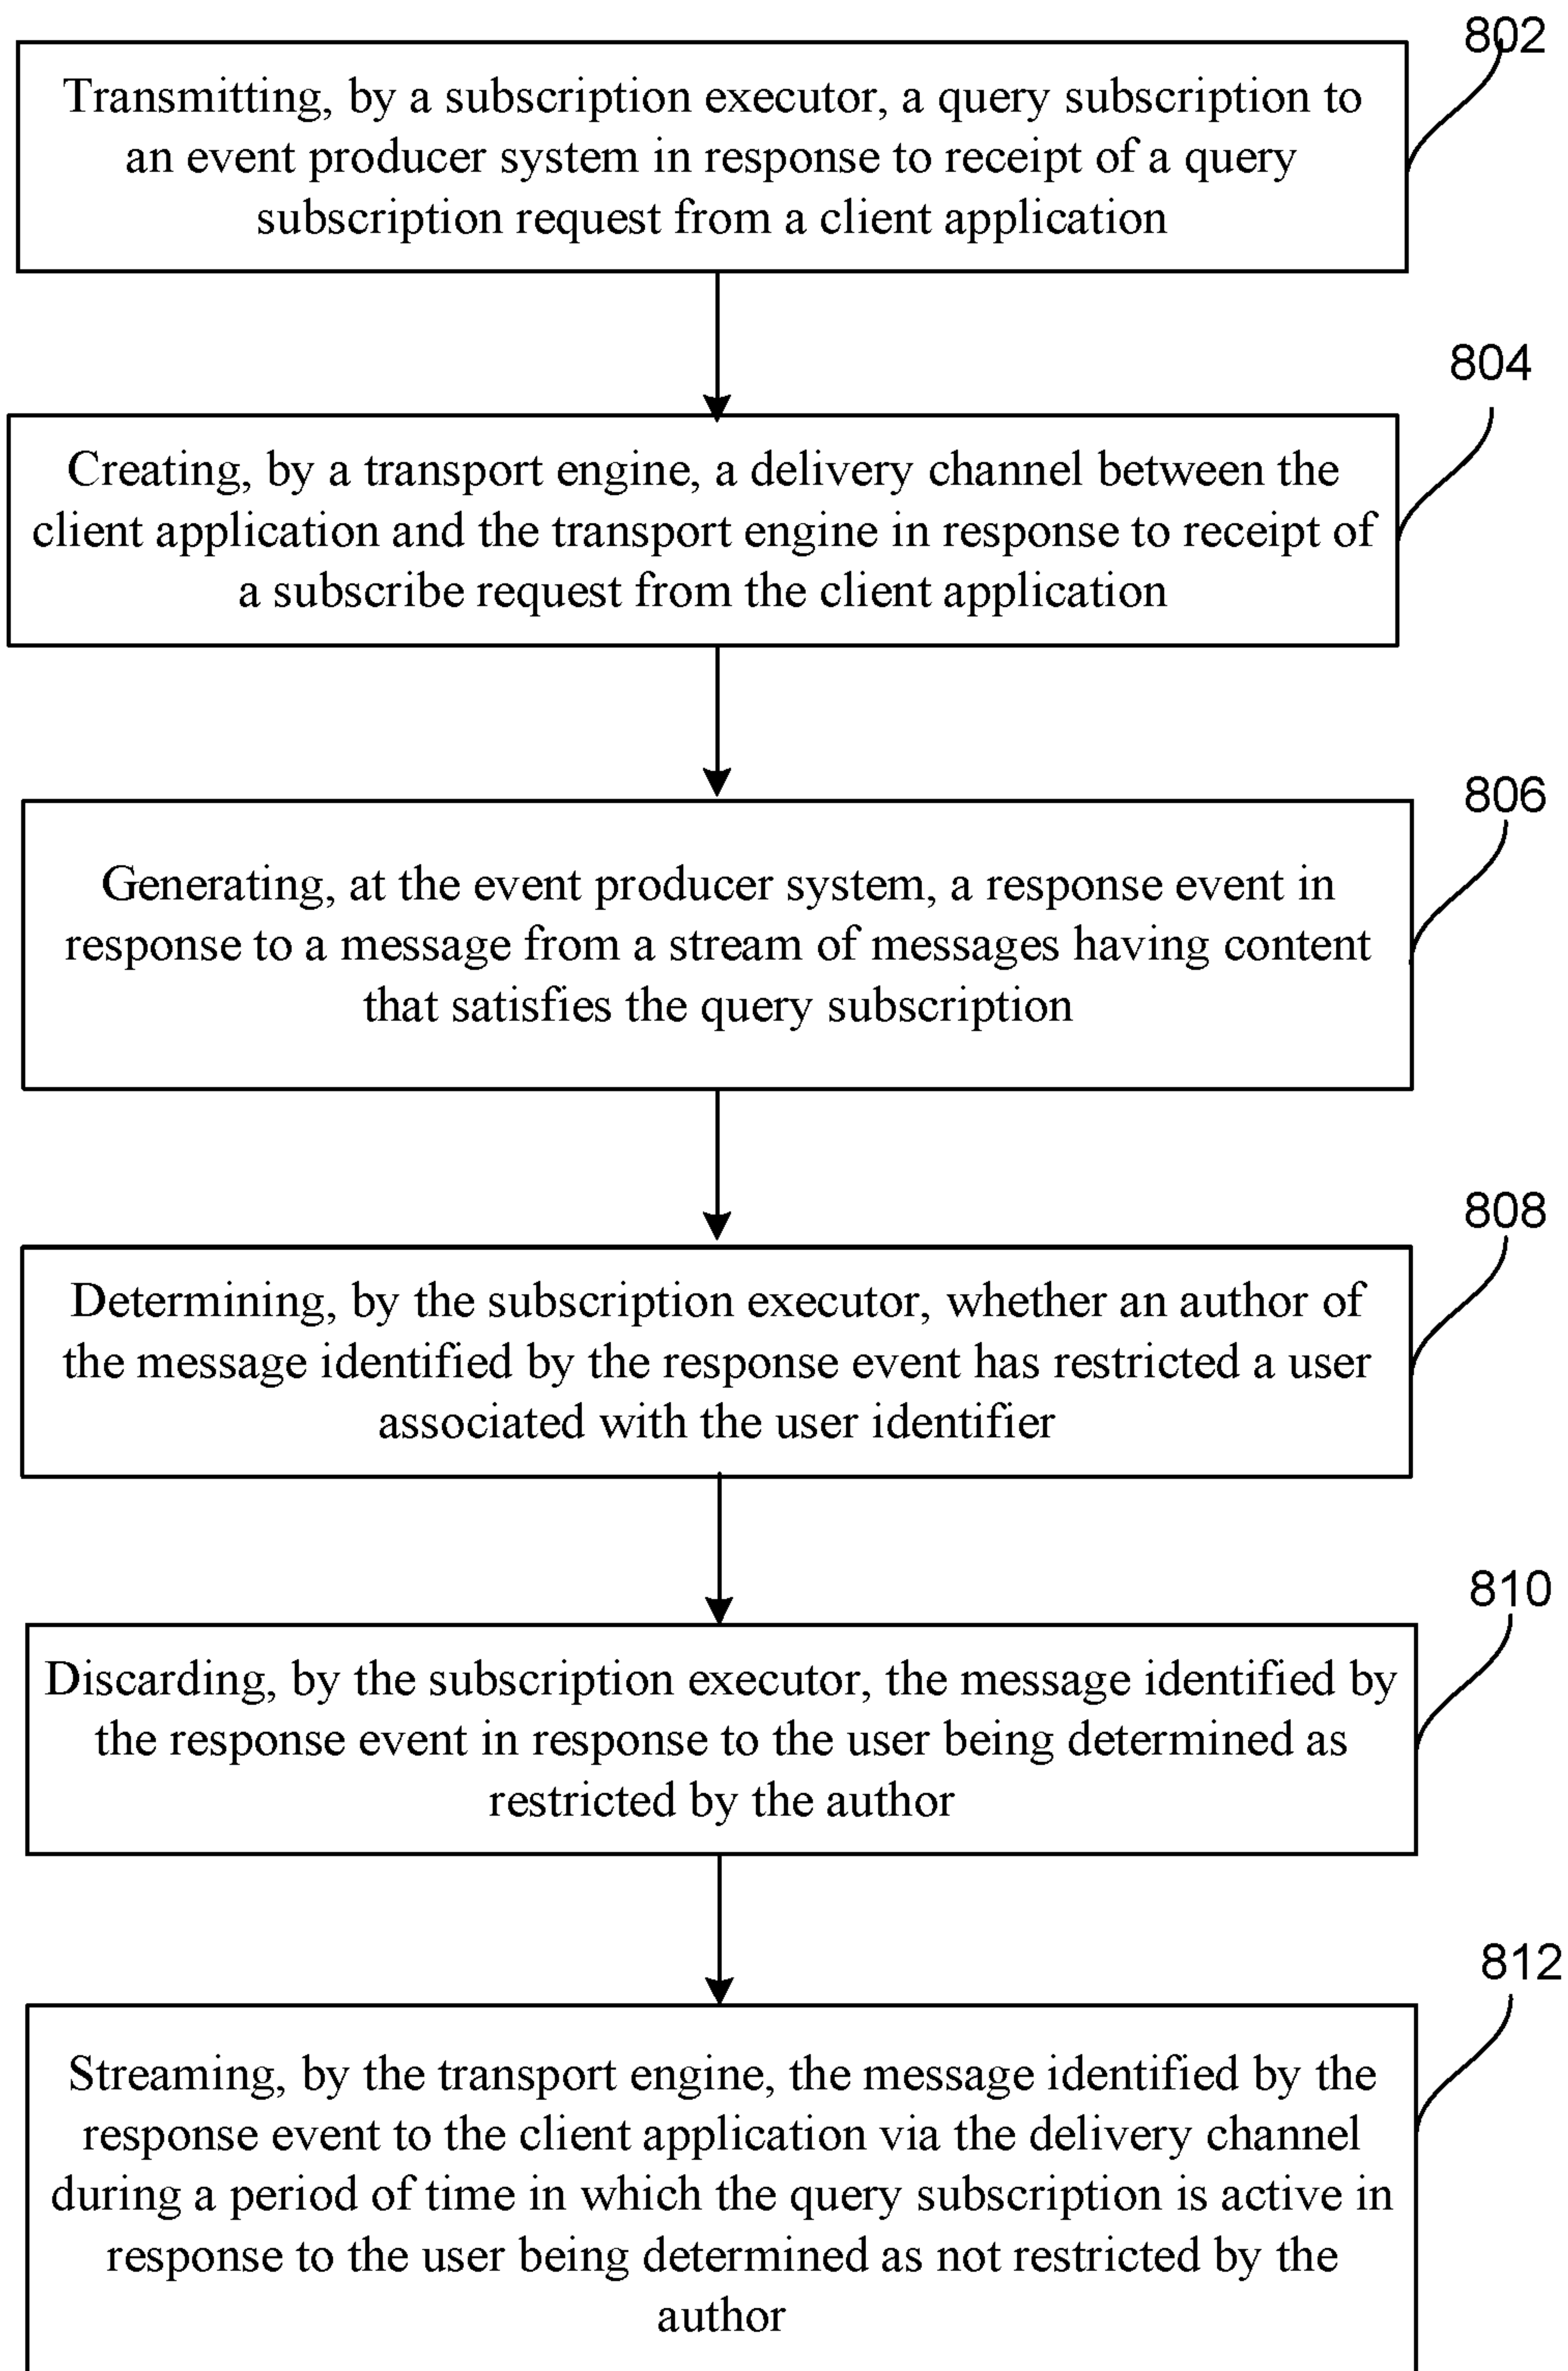 802
Transmitting, by a subscription executor, a query subscription to
an event producer system in response to receipt of a query
subscription request from a client application
804
Creating, by a transport engine, a delivery channel between the
client application and the transport engine in response to receipt of
a subscribe request from the client application
806
Generating, at the event producer system, a response event in
response to a message from a stream of messages having content
that satisfies the query subscription
808
Determining, by the subscription executor, whether an author of
the message identified by the response event has restricted a user
associated with the user identifier
810
Discarding, by the subscription executor, the message identified by
the response event in response to the user being determined as
restricted by the author
812
Streaming, by the transport engine, the message identified by the
response event to the client application via the delivery channel
during a period of time in which the query subscription is active in
response to the user being determined as not restricted by the
author